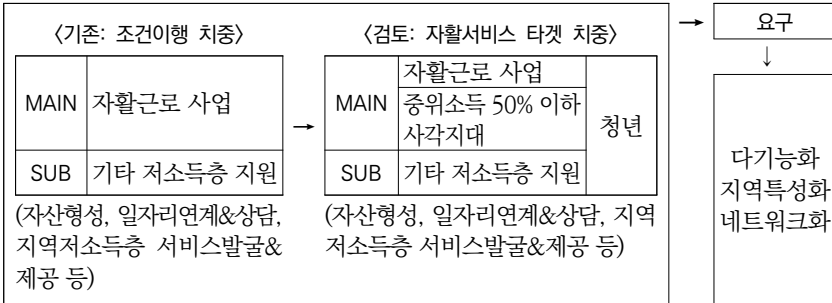 〈기존: 조건이행 치중〉
MAIN 자활근로 사업
SUB 기타 저소득층 지원
(자산형성, 일자리연계&상담,
지역저소득층 서비스발굴&
제공 등)
→
〈검토: 자활서비스 타겟 치중〉
MAIN 자활근로 사업
중위소득 50% 이하
사각지대
SUB 기타 저소득층 지원
청년
(자산형성, 일자리연계&상담, 지역
저소득층 서비스발굴&제공 등)
→
요구
↓
다기능화
지역특성화
네트워크화